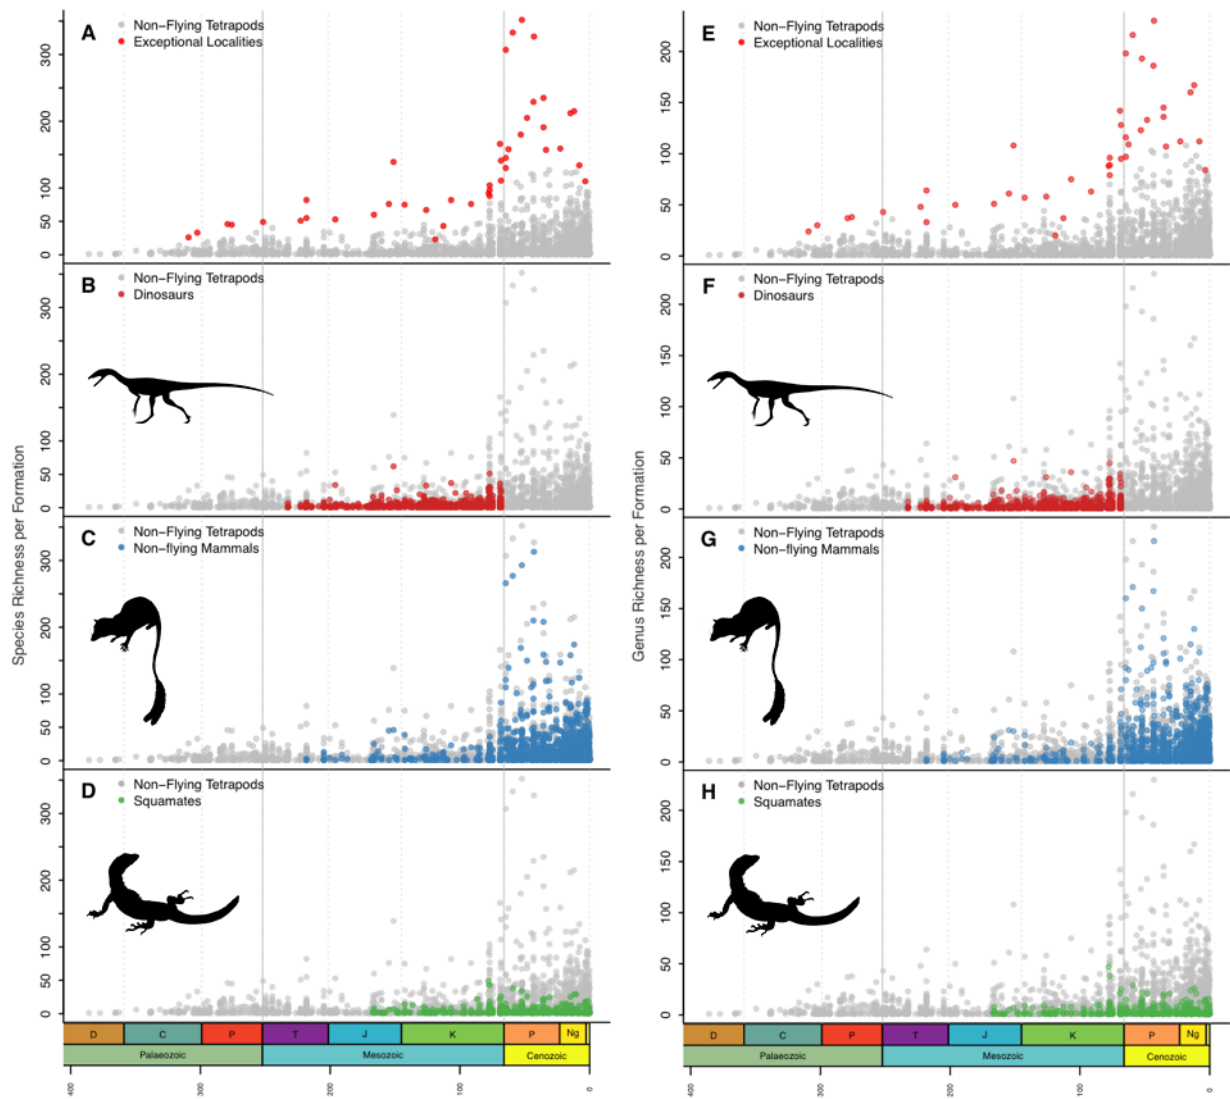 A
Non-Flying Tetrapods
Exceptional Localities
0
50
100
200
300
B
Non-Flying Tetrapods
Dinosaurs
0
50
100
200
300
C
Non-Flying Tetrapods
Non-flying Mammals
0
50
100
200
300
D
Non-Flying Tetrapods
Squamates
0
50
100
200
300
Species Richness per Formation
D C P T J K P Ng
Palaeozoic Mesozoic Cenozoic
400 300 200 100 0
E
Non-Flying Tetrapods
Exceptional Localities
0
50
100
150
200
F
Non-Flying Tetrapods
Dinosaurs
0
50
100
150
200
G
Non-Flying Tetrapods
Non-flying Mammals
0
50
100
150
200
H
Non-Flying Tetrapods
Squamates
0
50
100
150
200
Genus Richness per Formation
D C P T J K P Ng
Palaeozoic Mesozoic Cenozoic
400 300 200 100 0